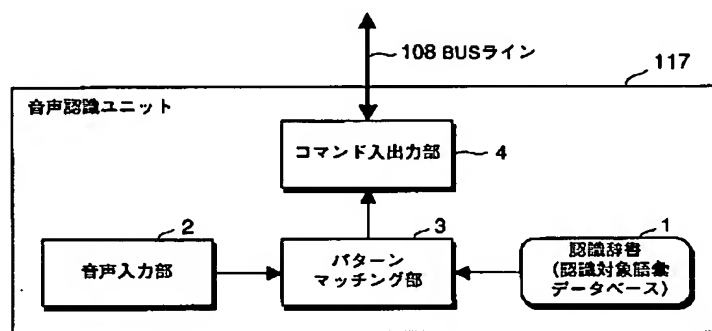 108 BUSライン
117
音声認識ユニット
コマンド入出力部
4
2
音声入力部
3
パターン
マッチング部
1
認識辞書
(認識対象語彙
データベース)